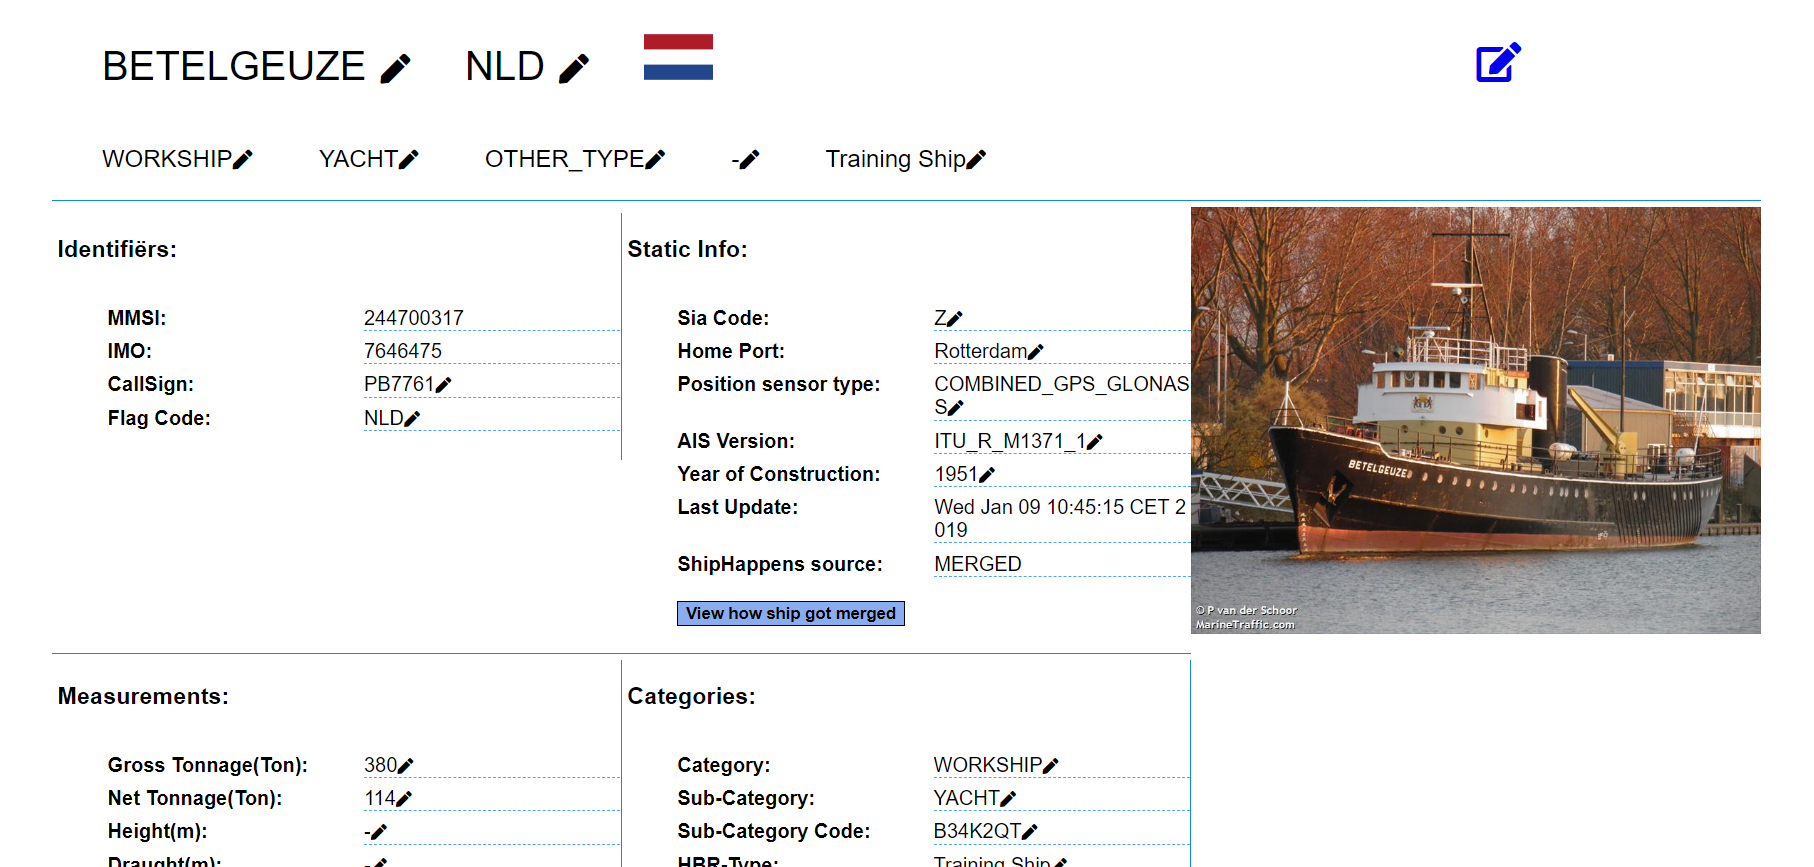 BETELGEUZE NLD
WORKSHIP YACHT OTHER_TYPE - Training Ship
Identifiërs:
MMSI: 244700317
IMO: 7646475
CallSign: PB7761
Flag Code: NLD
Static Info:
Sia Code: Z
Home Port: Rotterdam
Position sensor type: COMBINED_GPS_GLONAS
S
AIS Version: ITU_R_M1371_1
Year of Construction: 1951
Last Update: Wed Jan 09 10:45:15 CET 2
019
ShipHappens source: MERGED
View how ship got merged
BETELGEUZE
© P van der Schoor
MarineTraffic.com
Measurements:
Gross Tonnage(Ton): 380
Net Tonnage(Ton): 114
Height(m): -
Draught(m): -
Categories:
Category: WORKSHIP
Sub-Category: YACHT
Sub-Category Code: B34K2QT
HBR-Type: Training Ship